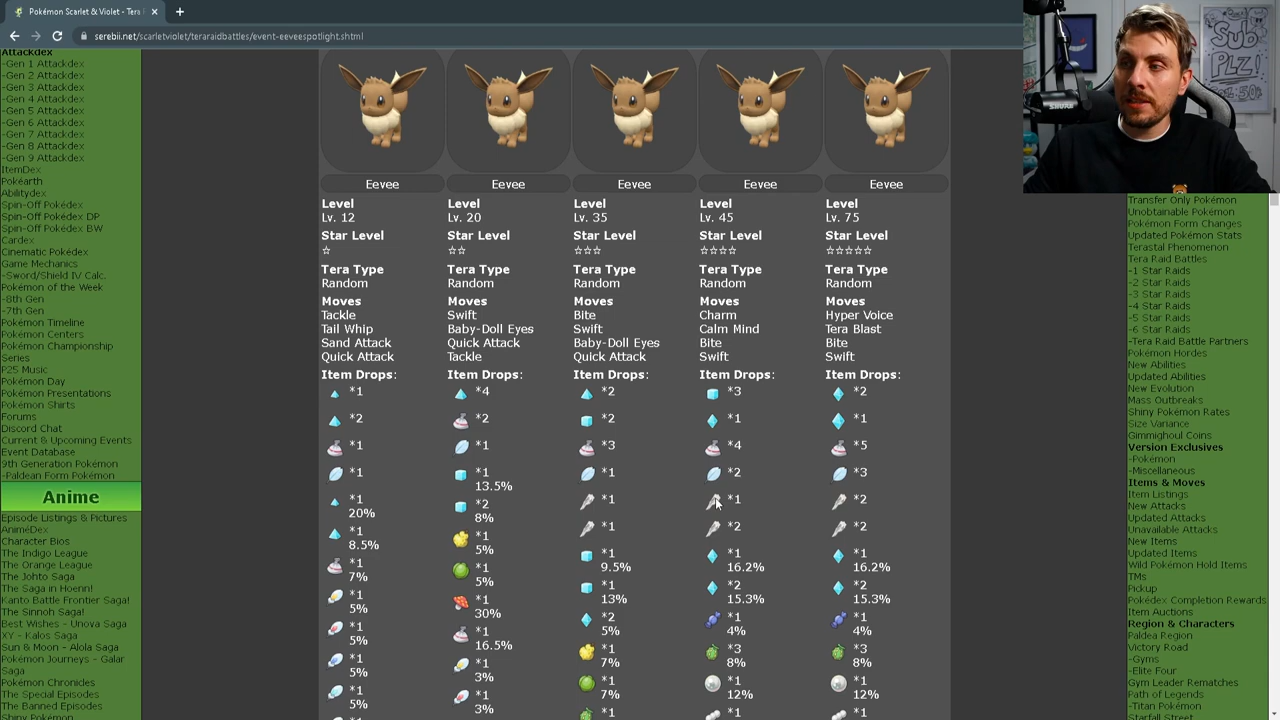 Pokémon Scarlet & Violet - Tera I
serebii.net/scarletviolet/teraraidbattles/event-eeveespotlight.shtml
Attackdex
-Gen 1 Attackdex
-Gen 2 Attackdex
-Gen 3 Attackdex
-Gen 4 Attackdex
-Gen 5 Attackdex
-Gen 6 Attackdex
-Gen 7 Attackdex
-Gen 8 Attackdex
-Gen 9 Attackdex
ItemDex
Pokéarth
Abilitydex
Spin-Off Pokédex
Spin-Off Pokédex DP
Spin-Off Pokédex BW
Cardex
Cinematic Pokédex
Game Mechanics
-Sword/Shield IV Calc.
Pokémon of the Week
-8th Gen
-7th Gen
Pokémon Timeline
Pokémon Centers
Pokémon Championship
Series
P25 Music
Pokémon Day
Pokémon Presentations
Pokémon Shirts
Forums
Discord Chat
Current & Upcoming Events
Event Database
9th Generation Pokémon
-Paldean Form Pokémon
Anime
Episode Listings & Pictures
AniméDex
Character Bios
The Indigo League
The Orange League
The Johto Saga
The Saga in Hoenn!
Kanto Battle Frontier Saga!
The Sinnoh Saga!
Best Wishes - Unova Saga
XY - Kalos Saga
Sun & Moon - Alola Saga
Pokémon Journeys - Galar
Saga
Pokémon Chronicles
The Special Episodes
The Banned Episodes
Shiny Pokémon
Eevee
Level
Lv. 12
Star Level
☆
Tera Type
Random
Moves
Tackle
Tail Whip
Sand Attack
Quick Attack
Item Drops:
*1
*2
*1
*1
*1
20%
*1
8.5%
*1
7%
*1
5%
*1
5%
*1
5%
*1
5%
Eevee
Level
Lv. 20
Star Level
☆☆
Tera Type
Random
Moves
Swift
Baby-Doll Eyes
Quick Attack
Tackle
Item Drops:
*4
*2
*1
*1
13.5%
*2
8%
*1
5%
*1
5%
*1
30%
*1
16.5%
*1
3%
*1
3%
Eevee
Level
Lv. 35
Star Level
☆☆☆
Tera Type
Random
Moves
Bite
Swift
Baby-Doll Eyes
Quick Attack
Item Drops:
*2
*2
*3
*1
*1
*1
*1
9.5%
*1
13%
*2
5%
*1
7%
*1
7%
*1
Eevee
Level
Lv. 45
Star Level
☆☆☆☆
Tera Type
Random
Moves
Charm
Calm Mind
Bite
Swift
Item Drops:
*3
*1
*4
*2
*1
*2
*1
16.2%
*2
15.3%
*1
4%
*3
8%
*1
12%
*1
Eevee
Level
Lv. 75
Star Level
☆☆☆☆☆
Tera Type
Random
Moves
Hyper Voice
Tera Blast
Bite
Swift
Item Drops:
*2
*1
*5
*3
*2
*2
*1
16.2%
*2
15.3%
*1
4%
*3
8%
*1
12%
*1
SHURE
SUB
PLZ!
Transfer Only Pokémon
Unobtainable Pokémon
Pokémon Form Changes
Updated Pokémon Stats
Terastal Phenomenon
Tera Raid Battles
-1 Star Raids
-2 Star Raids
-3 Star Raids
-4 Star Raids
-5 Star Raids
-6 Star Raids
-Tera Raid Battle Partners
Pokémon Hordes
New Abilities
Updated Abilities
New Evolution
Mass Outbreaks
Shiny Pokémon Rates
Size Variance
Gimmighoul Coins
Version Exclusives
-Pokémon
-Miscellaneous
Items & Moves
Item Listings
New Attacks
Updated Attacks
Unavailable Attacks
New Items
Updated Items
Wild Pokémon Hold Items
TMs
Pickup
Pokédex Completion Rewards
Item Auctions
Region & Characters
Paldea Region
Victory Road
-Gyms
-Elite Four
Gym Leader Rematches
Path of Legends
-Titan Pokémon
Starfall Street